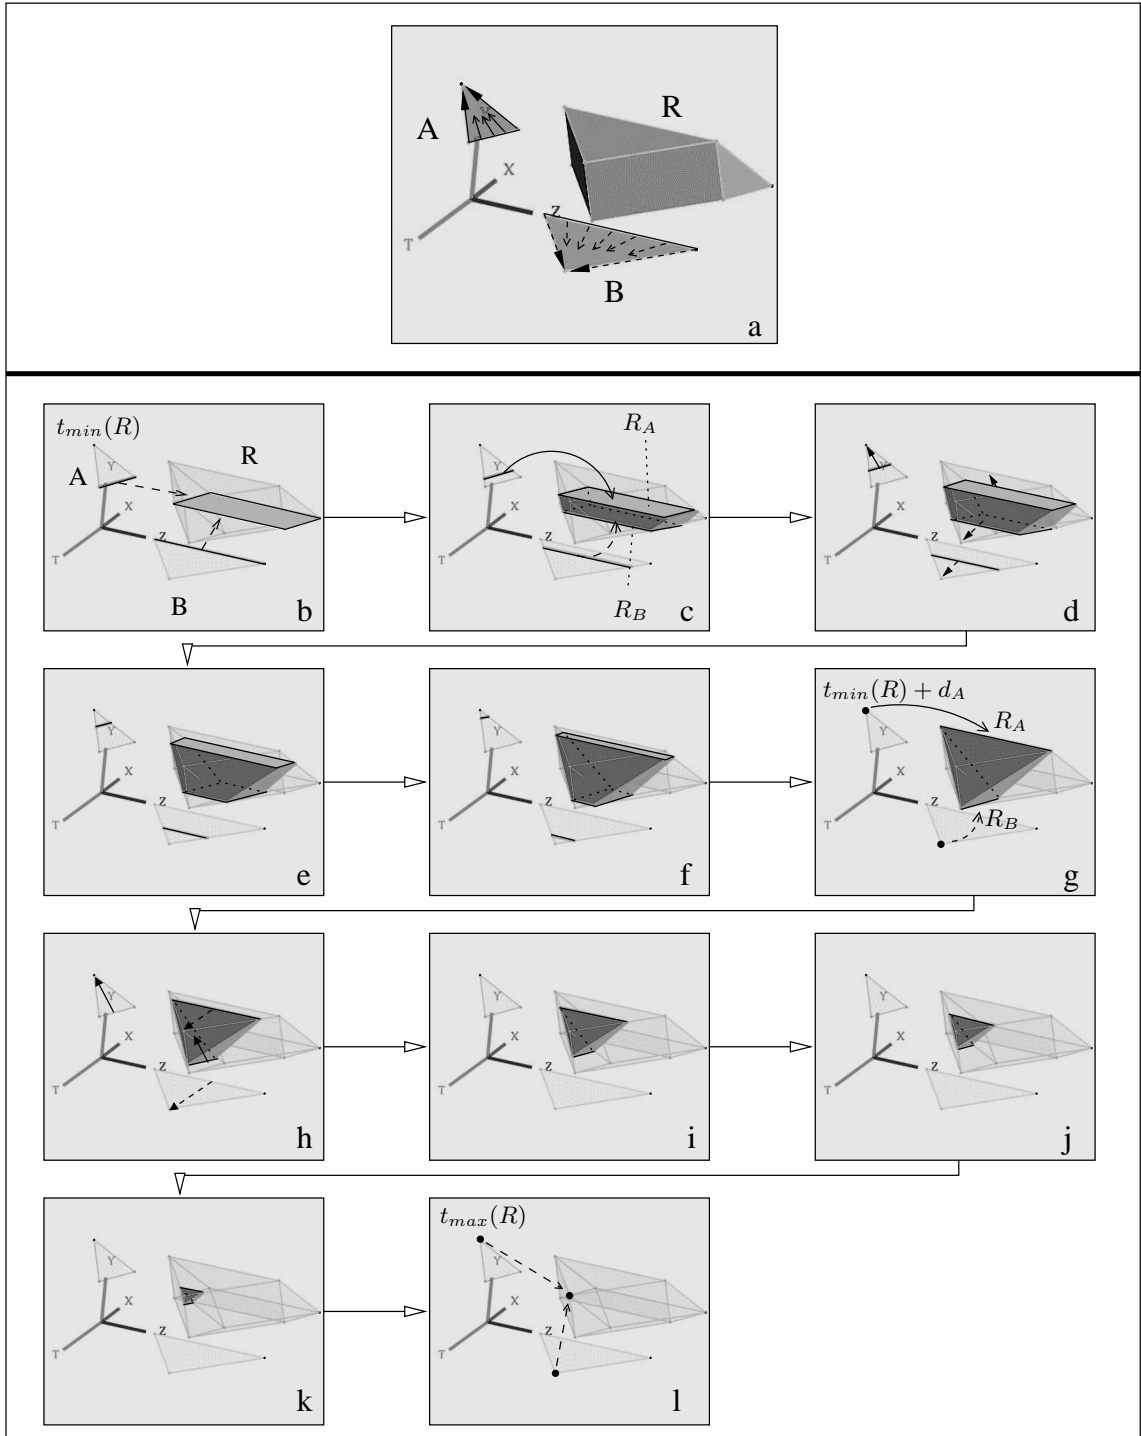 A
R
Y
X
Z
T
B
a
t_min(R)
A
R
Y
X
Z
T
B
b
R_A
Y
X
Z
T
R_B
c
Y
X
Z
T
d
Y
X
Z
T
e
Y
X
Z
T
f
t_min(R) + d_A
R_A
Y
X
Z
T
R_B
g
Y
X
Z
T
h
Y
X
Z
T
i
Y
X
Z
T
j
Y
X
Z
T
k
t_max(R)
Y
X
Z
T
l